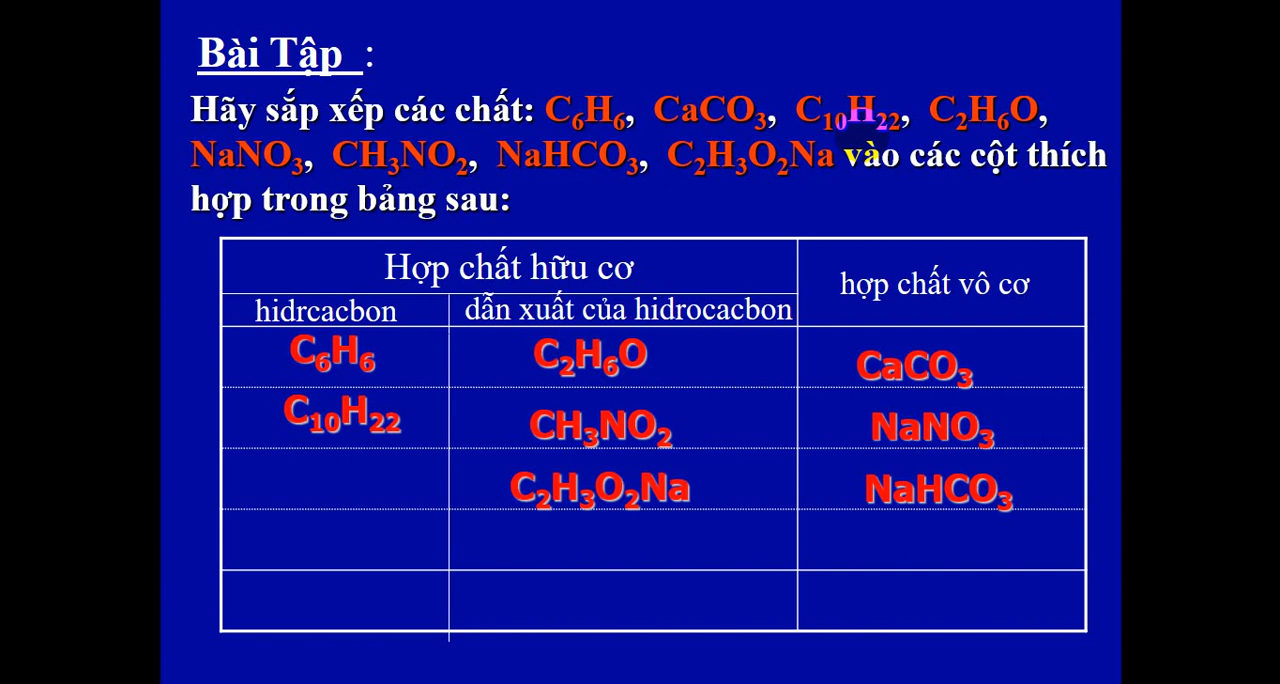 Bài Tập :
Hãy sắp xếp các chất: C₆H₆, CaCO₃, C₁₀H₂₂, C₂H₆O,
NaNO₃, CH₃NO₂, NaHCO₃, C₂H₃O₂Na vào các cột thích
hợp trong bảng sau:
Hợp chất hữu cơ
hợp chất vô cơ
hidrcacbon dẫn xuất của hidrocacbon
C₆H₆ C₂H₆O CaCO₃
C₁₀H₂₂ CH₃NO₂ NaNO₃
C₂H₃O₂Na NaHCO₃